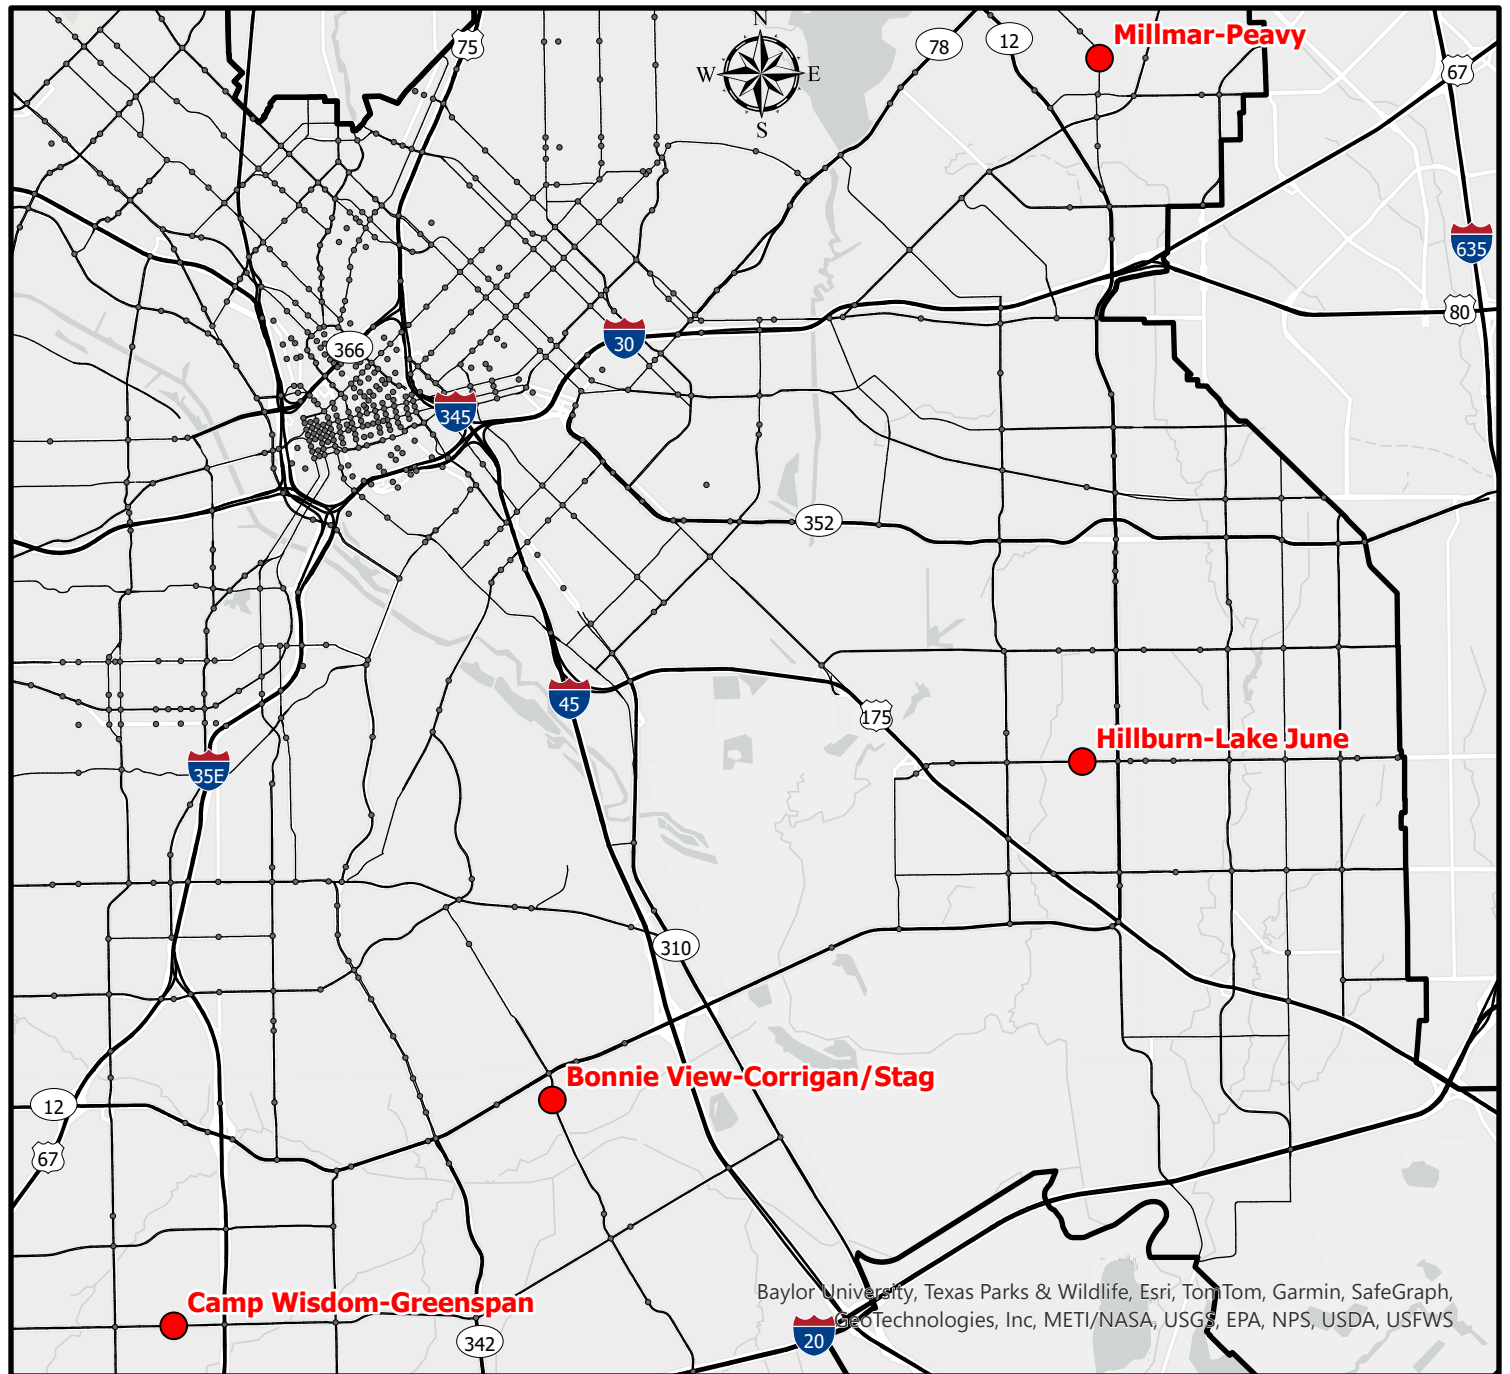 N
W
E
S
75
78
12
Millmar-Peavy
67
635
80
366
30
345
352
45
175
Hillburn-Lake June
35E
310
Bonnie View-Corrigan/Stag
12
67
Camp Wisdom-Greenspan
342
20
Baylor University, Texas Parks & Wildlife, Esri, TomTom, Garmin, SafeGraph,
GeoTechnologies, Inc, METI/NASA, USGS, EPA, NPS, USDA, USFWS